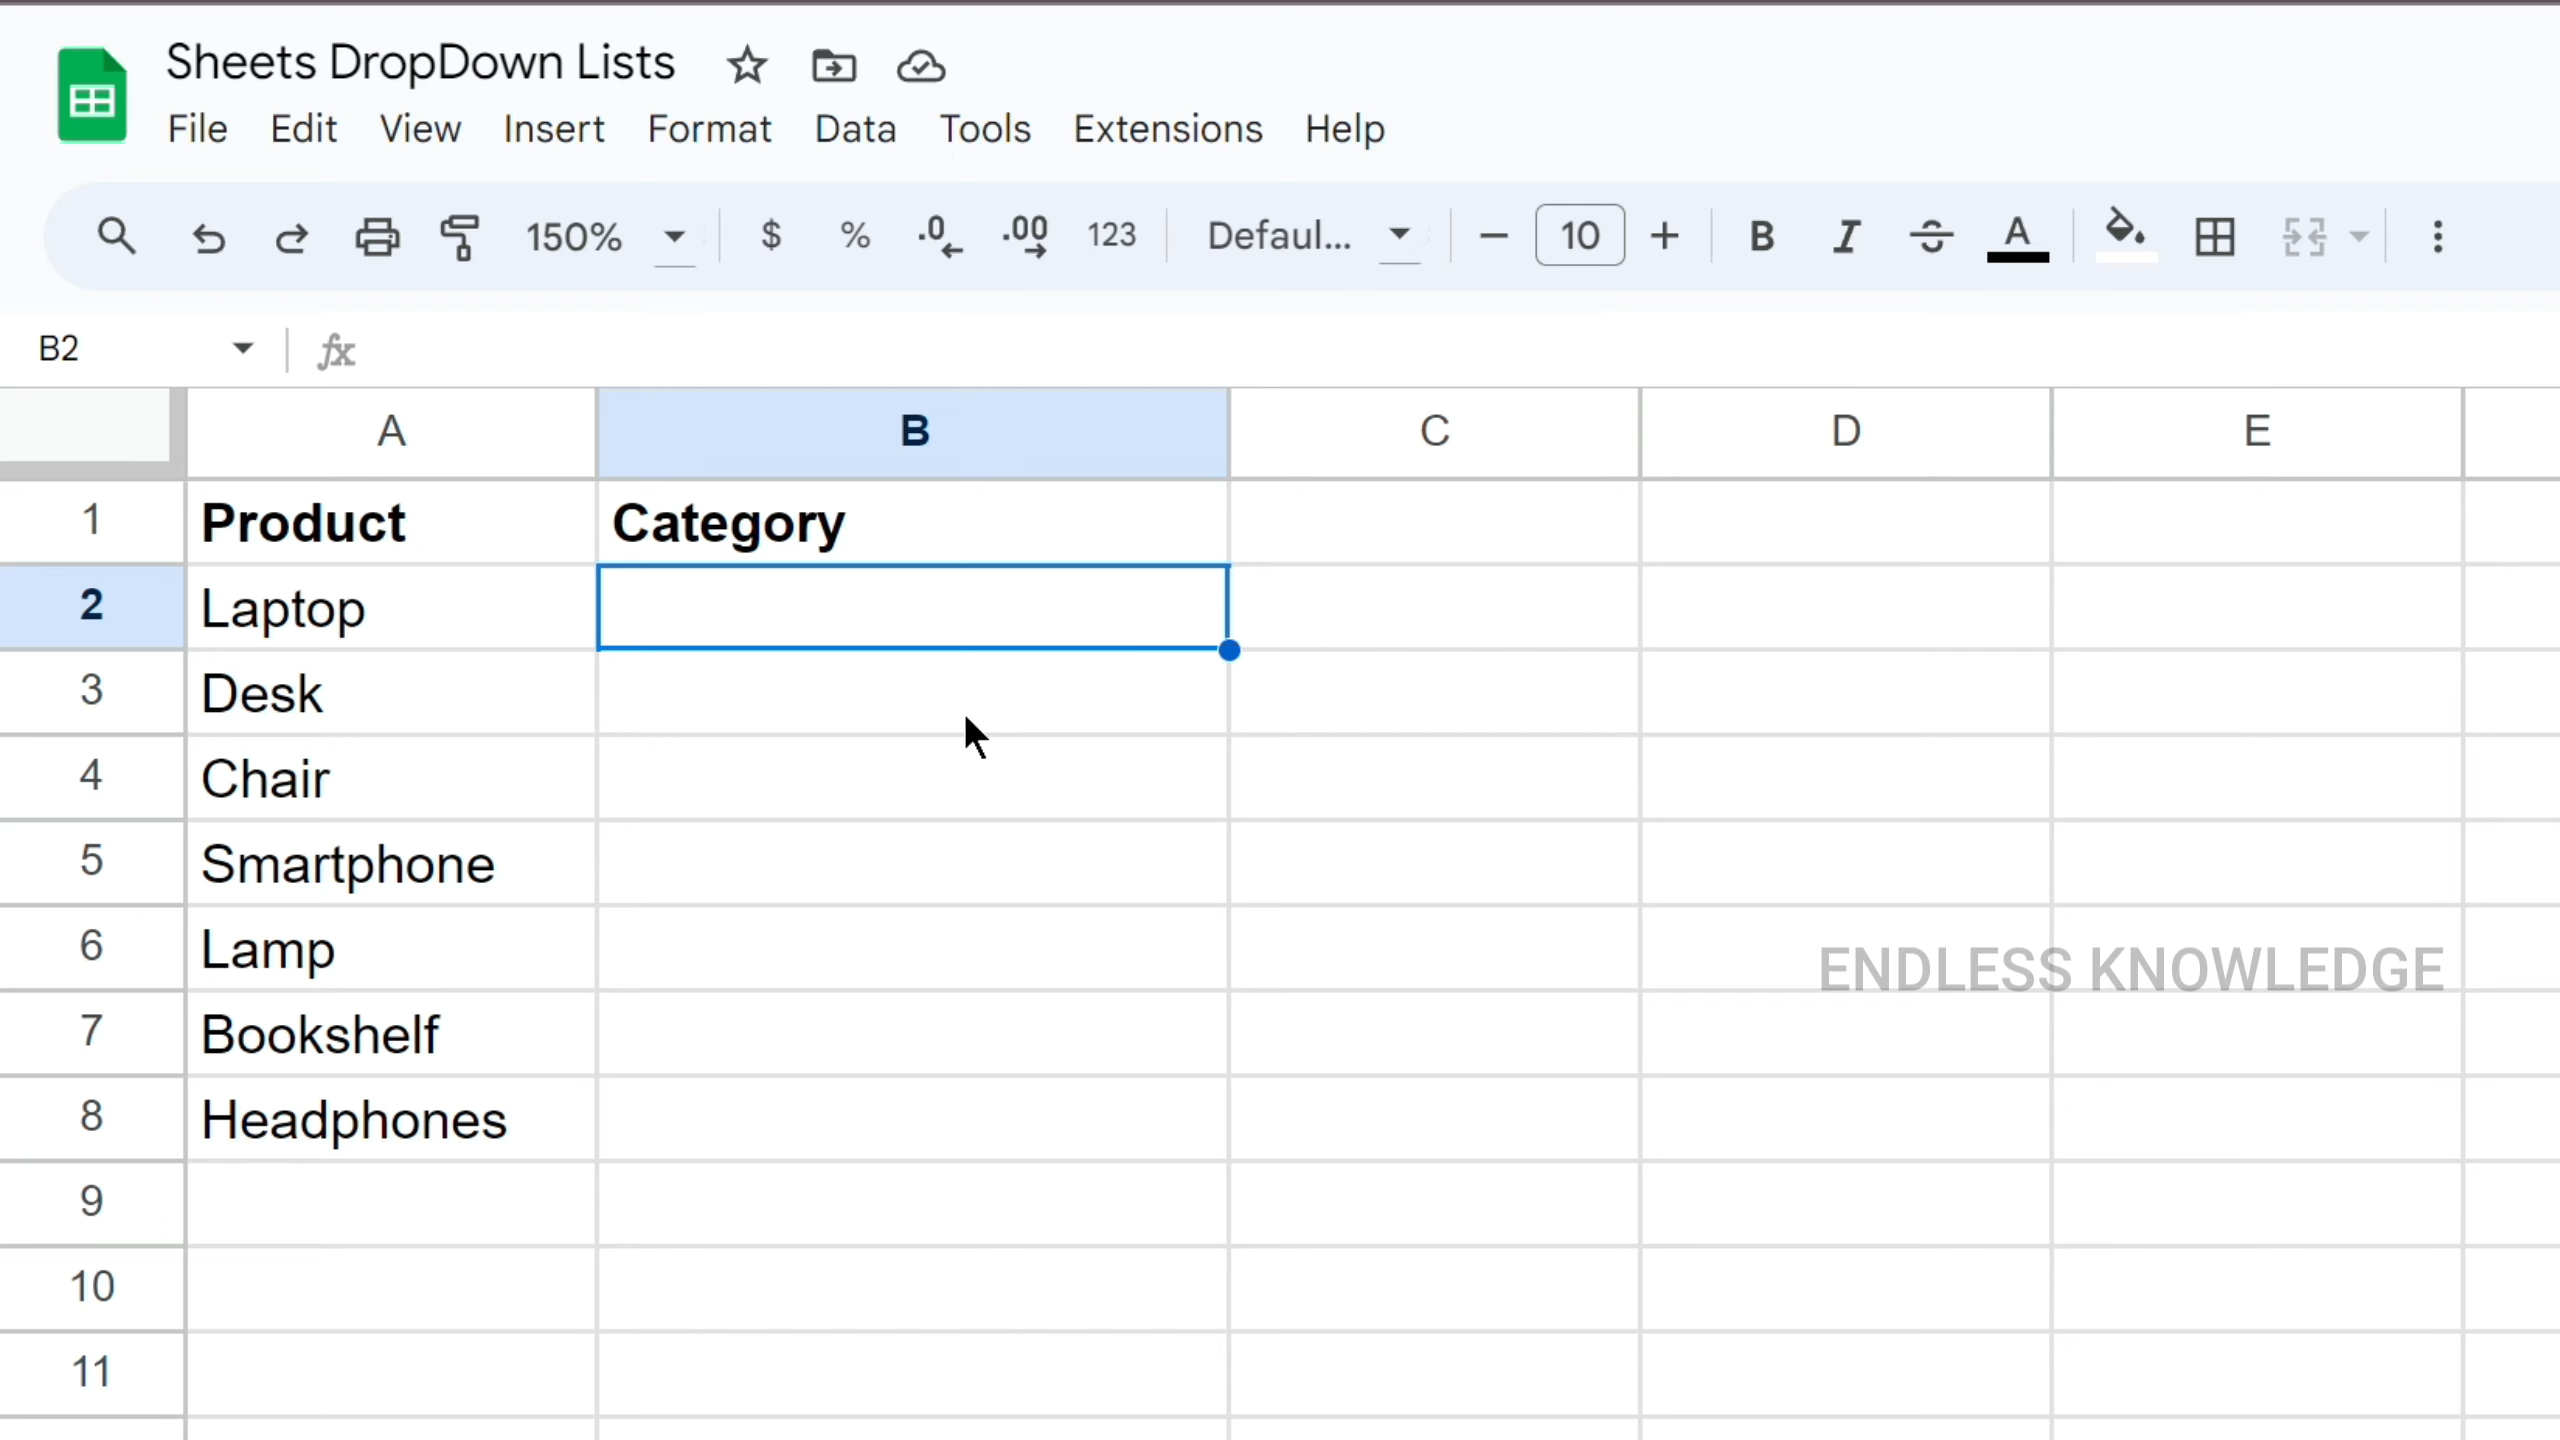 Sheets DropDown Lists
File Edit View Insert Format Data Tools Extensions Help
150% $ % .0 .00 123 Defaul... 10 B I S A
B2 fx
A B C D E
1 Product Category
2 Laptop
3 Desk
4 Chair
5 Smartphone
6 Lamp
ENDLESS KNOWLEDGE
7 Bookshelf
8 Headphones
9
10
11